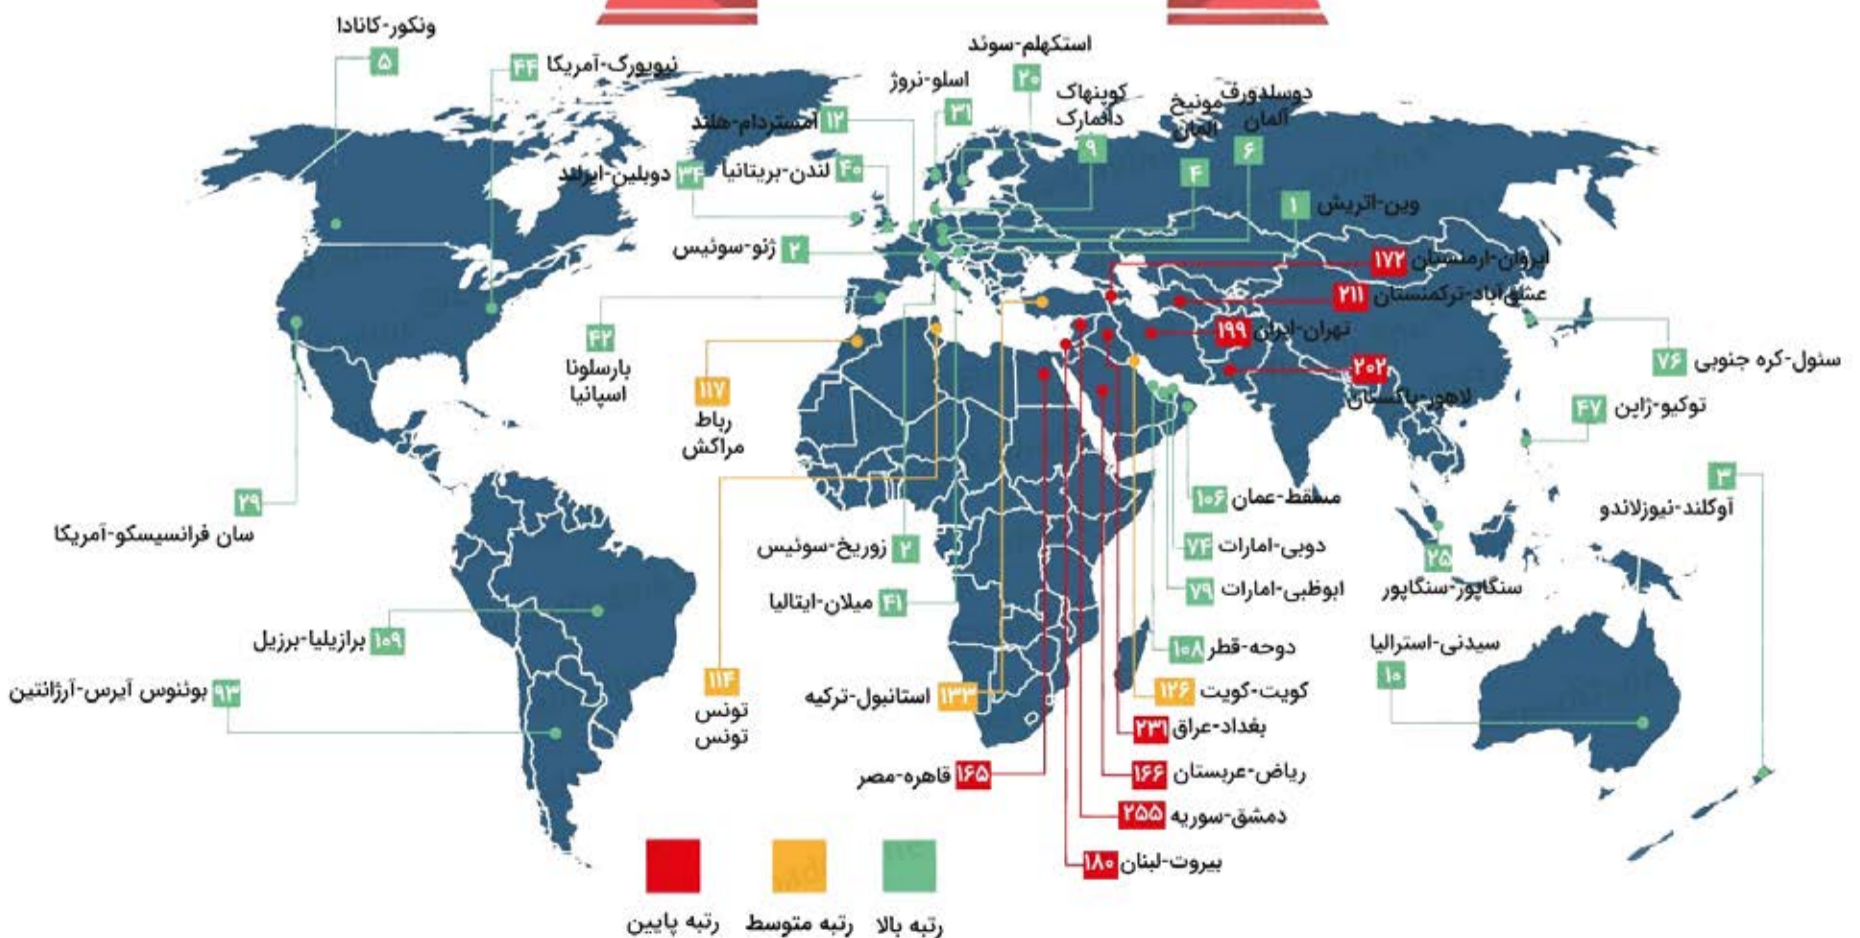 ونکور-کانادا
۵
نیویورک-آمریکا
۴۴
استکهلم-سوئد
۲۰
اسلو-نروژ
۳۱
کوپنهاک
دانمارک
۹
مونیخ
آلمان
۴
دوسلدورف
آلمان
۶
آمستردام-هلند
۱۲
لندن-بریتانیا
۴۰
دوبلین-ایرلند
۳۴
وین-اتریش
۱
ژنو-سوئیس
۲
ایروان-ارمنستان
۱۷۲
عشق‌آباد-ترکمنستان
۲۱۱
تهران-ایران
۱۹۹
۲۰۲
لاهور-پاکستان
سئول-کره جنوبی
۷۶
توکیو-ژاپن
۴۷
۴۲
بارسلونا
اسپانیا
۱۱۷
رباط
مراکش
۳
آوکلند-نیوزلاندو
۲۹
سان فرانسیسکو-آمریکا
مسقط-عمان
۱۰۶
دوبی-امارات
۷۴
ابوظبی-امارات
۷۹
زوریخ-سوئیس
۲
میلان-ایتالیا
۴۱
۲۵
سنگاپور-سنگاپور
سیدنی-استرالیا
۱۰
برازیلیا-برزیل
۱۰۹
دوحه-قطر
۱۰۸
کویت-کویت
۱۲۶
استانبول-ترکیه
۱۳۳
بوئنوس آیرس-آرژانتین
۹۳
۱۱۴
تونس
تونس
بغداد-عراق
۲۳۱
ریاض-عربستان
۱۶۶
قاهره-مصر
۱۶۵
دمشق-سوریه
۲۵۵
بیروت-لبنان
۱۸۰
رتبه بالا
رتبه متوسط
رتبه پایین